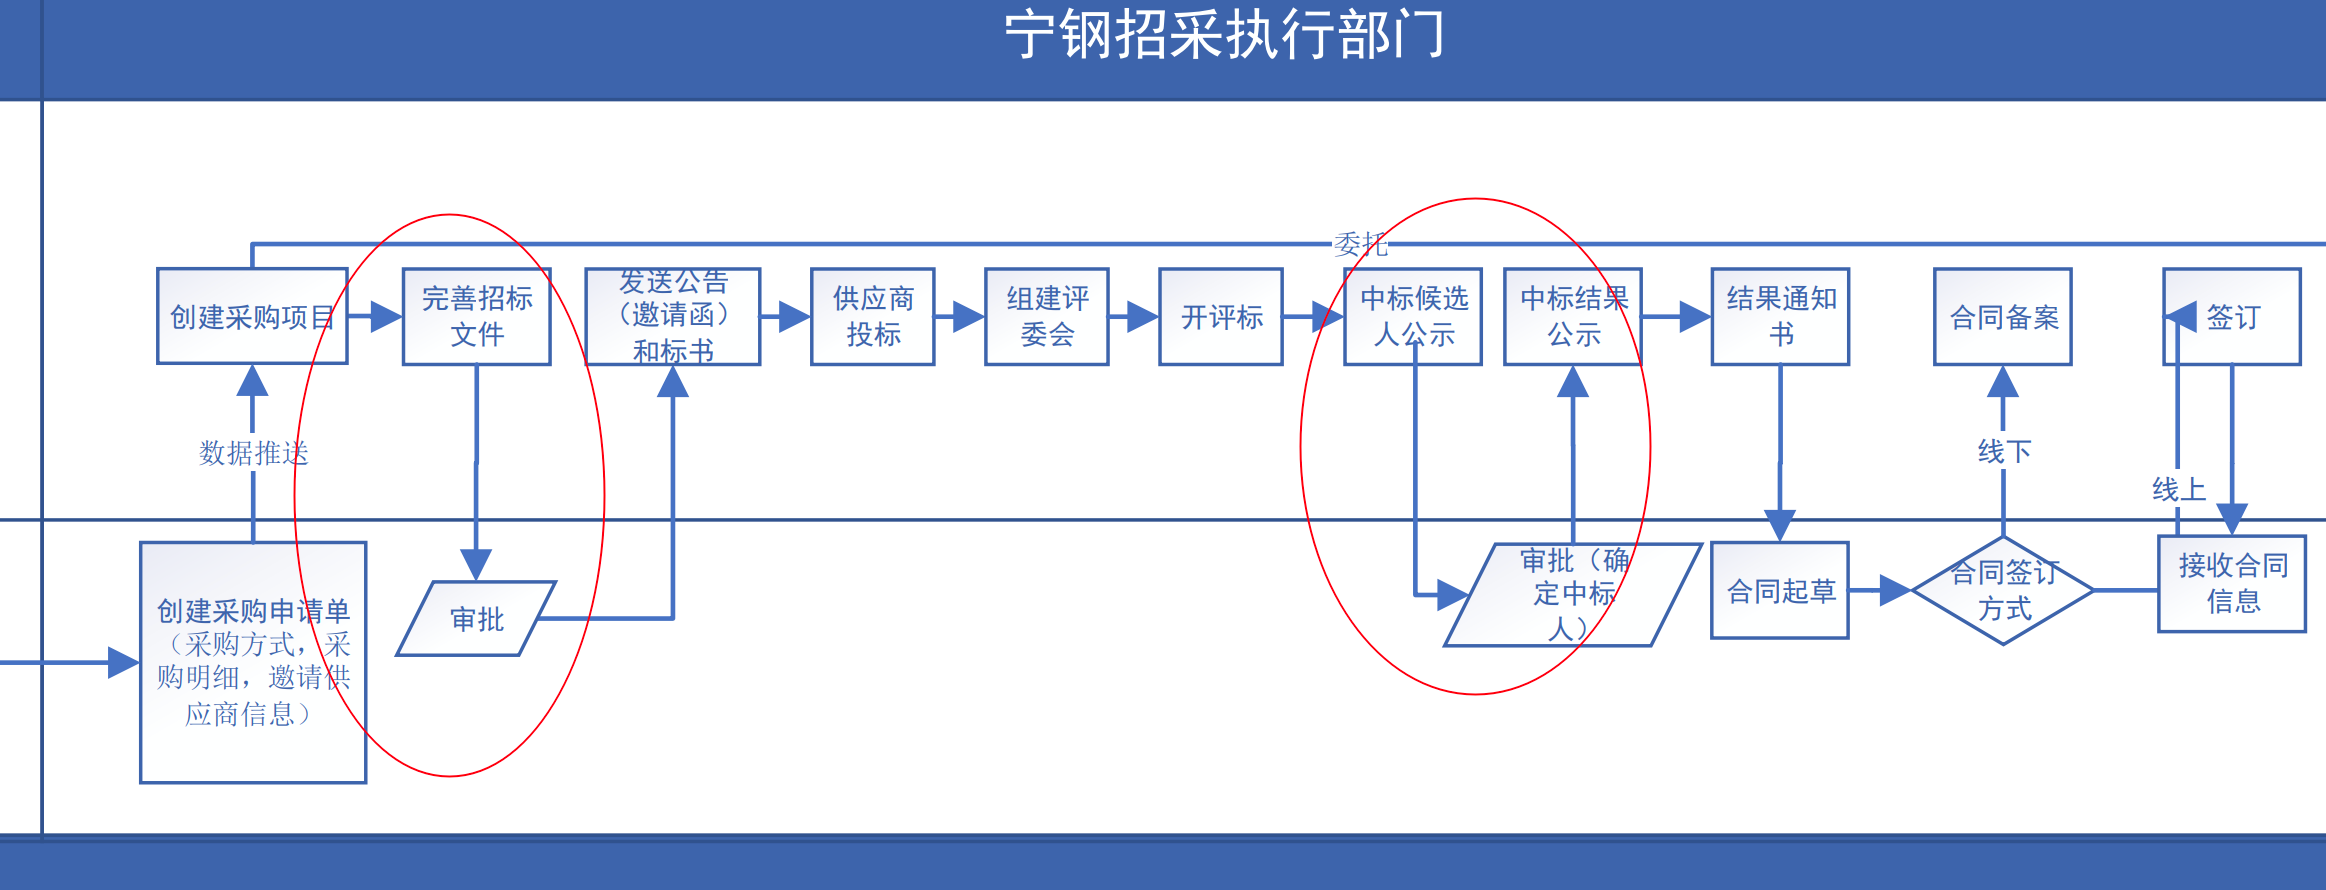 宁钢招采执行部门
委托
创建采购项目
完善招标
文件
发送公告
（邀请函）
和标书
供应商
投标
组建评
委会
开评标
中标候选
人公示
中标结果
公示
结果通知
书
合同备案
签订
数据推送
线下
线上
创建采购申请单
（采购方式，采
购明细，邀请供
应商信息）
审批
审批（确
定中标
人）
合同起草
合同签订
方式
接收合同
信息